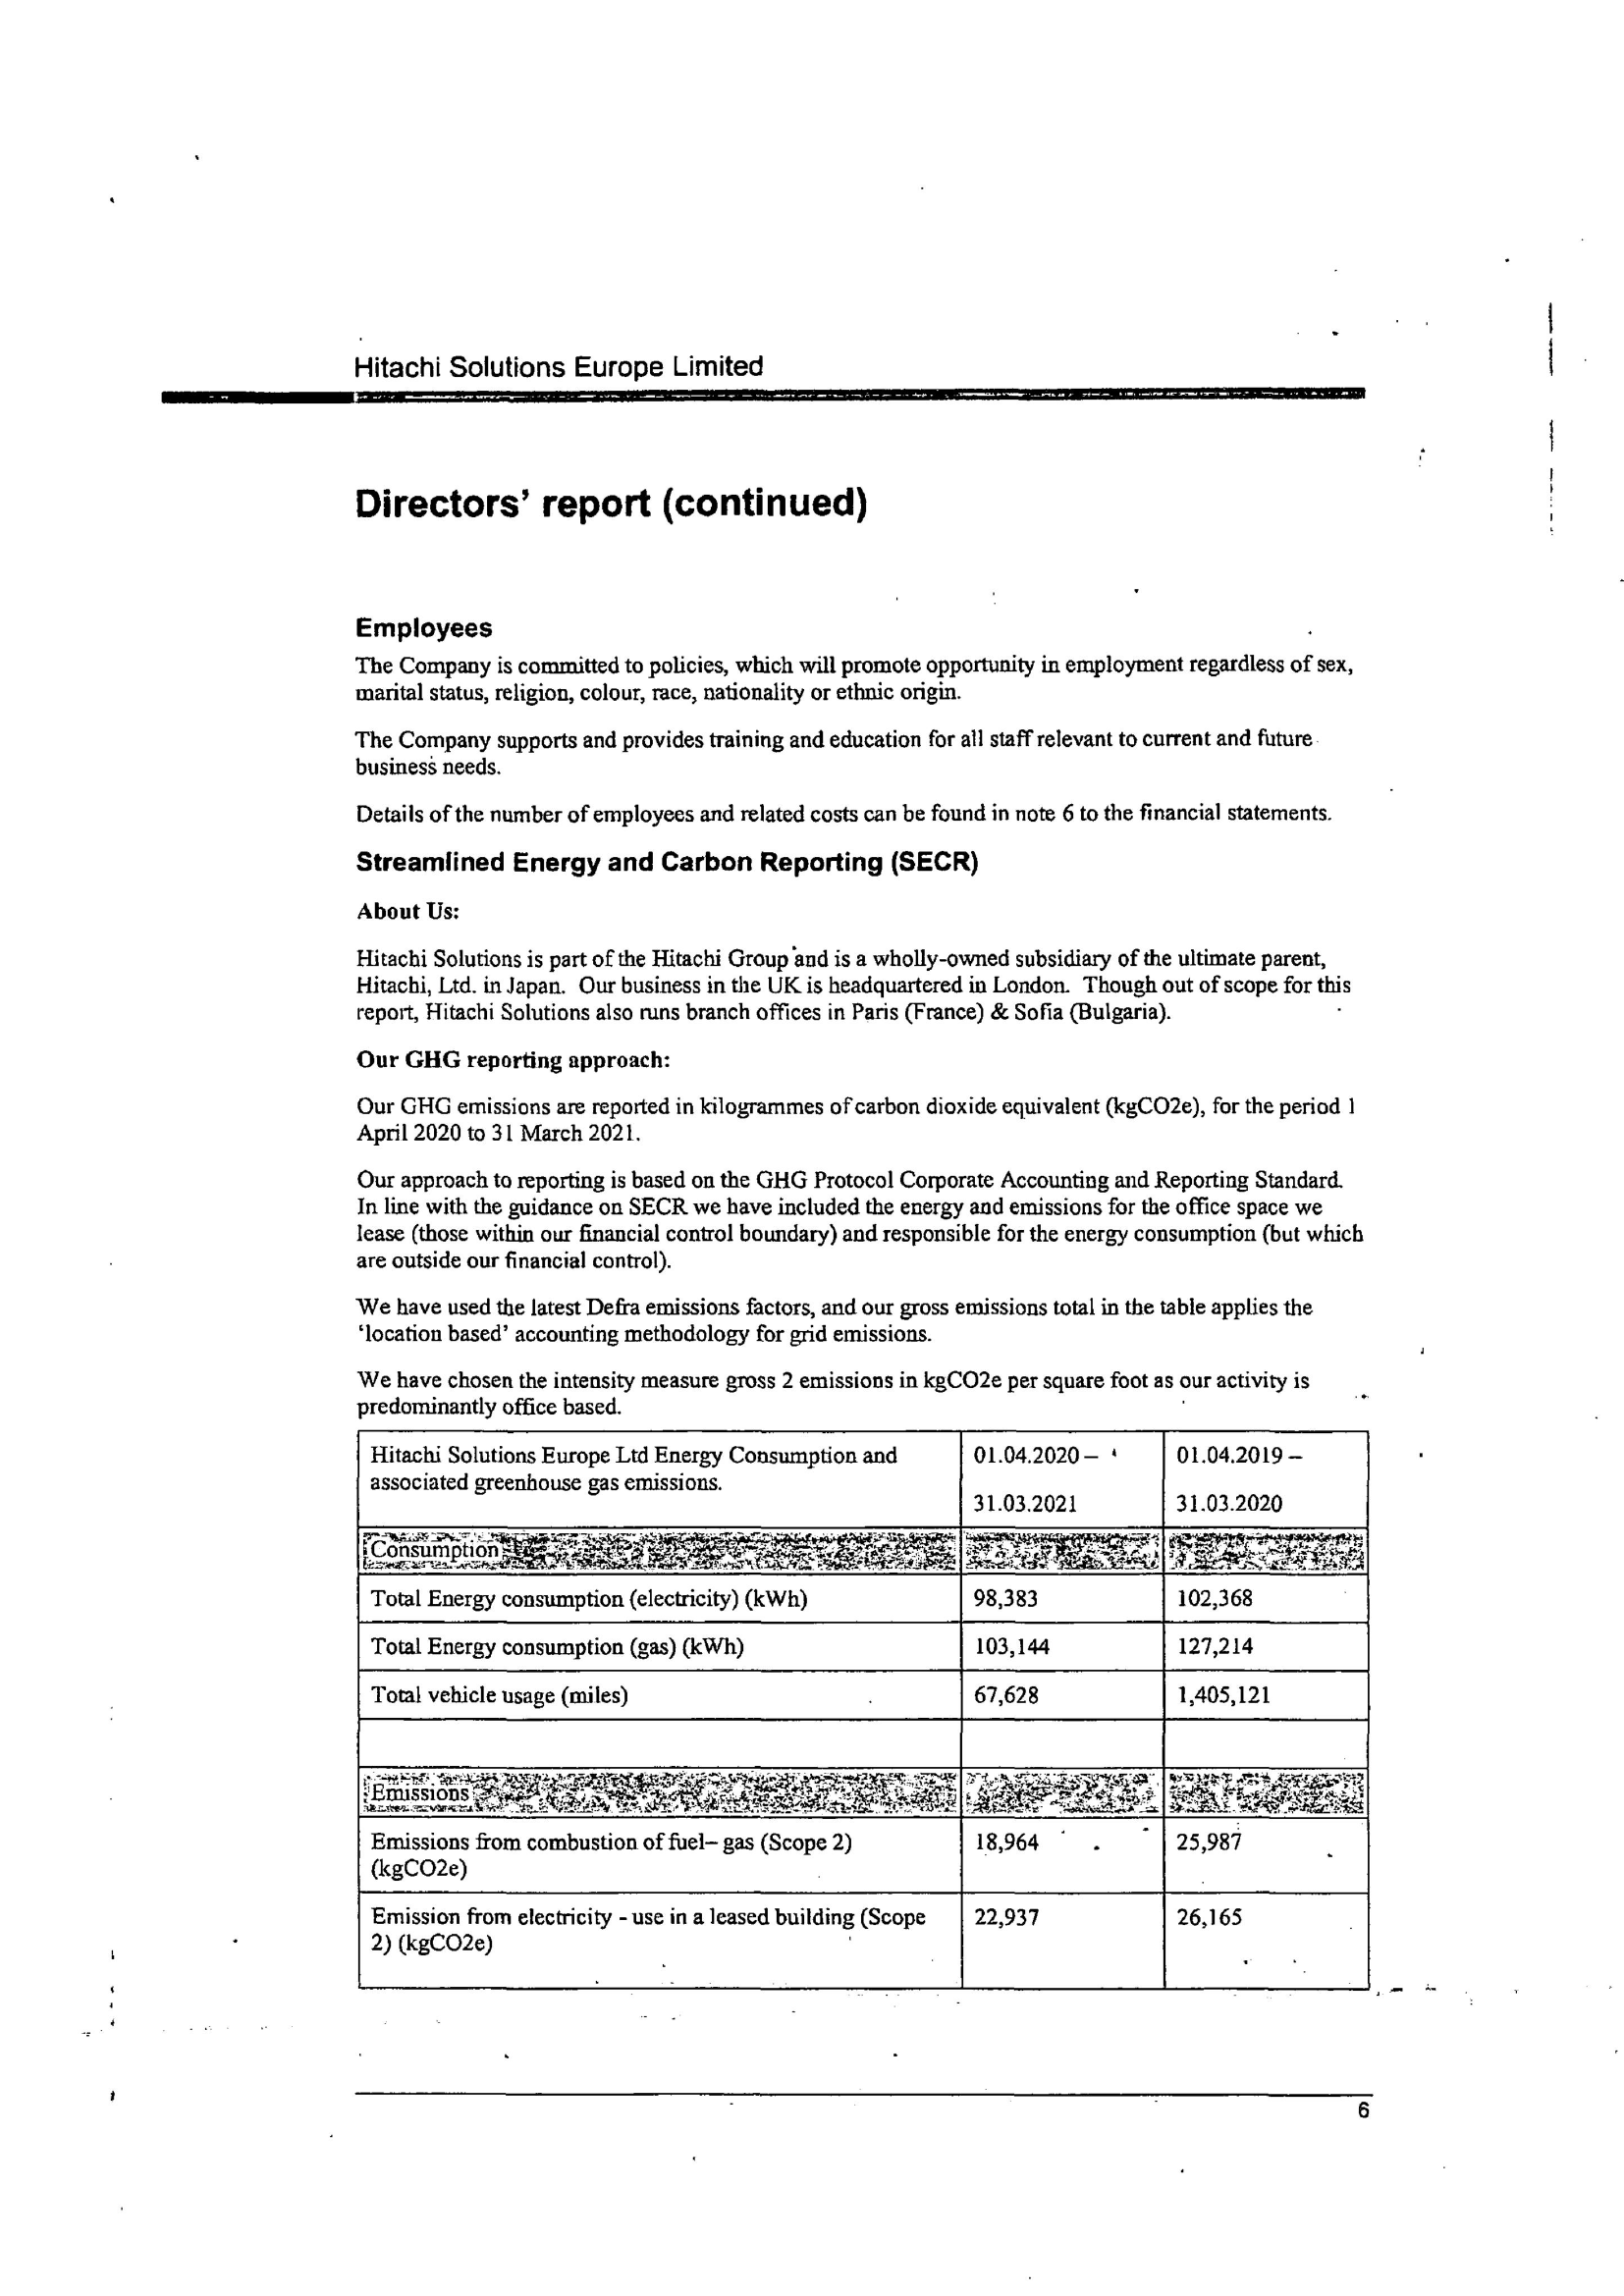 Hitachi Solutions Europe Limited
Directors' report (continued)
Employees
The Company is committed to policies, which will promote opportunity in employment regardless of sex,
marital status, religion, colour, race, nationality or ethnic origin.
The Company supports and provides training and education for all staff relevant to current and future
business needs.
Details of the number of employees and related costs can be found in note 6 to the financial statements.
Streamlined Energy and Carbon Reporting (SECR)
About Us:
Hitachi Solutions is part of the Hitachi Group and is a wholly-owned subsidiary of the ultimate parent,
Hitachi, Ltd. in Japan. Our business in the UK is headquartered in London. Though out of scope for this
report, Hitachi Solutions also runs branch offices in Paris (France) & Sofia (Bulgaria).
Our GHG reporting approach:
Our GHG emissions are reported in kilogrammes of carbon dioxide equivalent (kgCO2e), for the period 1
April 2020 to 31 March 2021.
Our approach to reporting is based on the GHG Protocol Corporate Accounting and Reporting Standard.
In line with the guidance on SECR we have included the energy and emissions for the office space we
lease (those within our financial control boundary) and responsible for the energy consumption (but which
are outside our financial control).
We have used the latest Defra emissions factors, and our gross emissions total in the table applies the
'location based' accounting methodology for grid emissions.
We have chosen the intensity measure gross 2 emissions in kgCO2e per square foot as our activity is
predominantly office based.
Hitachi Solutions Europe Ltd Energy Consumption and 01.04.2020 – 01.04.2019 –
associated greenhouse gas emissions.
31.03.2021 31.03.2020
Consumption
Total Energy consumption (electricity) (kWh) 98,383 102,368
Total Energy consumption (gas) (kWh) 103,144 127,214
Total vehicle usage (miles) 67,628 1,405,121
Emissions
Emissions from combustion of fuel– gas (Scope 2) 18,964 25,987
(kgCO2e)
Emission from electricity - use in a leased building (Scope 22,937 26,165
2) (kgCO2e)
6